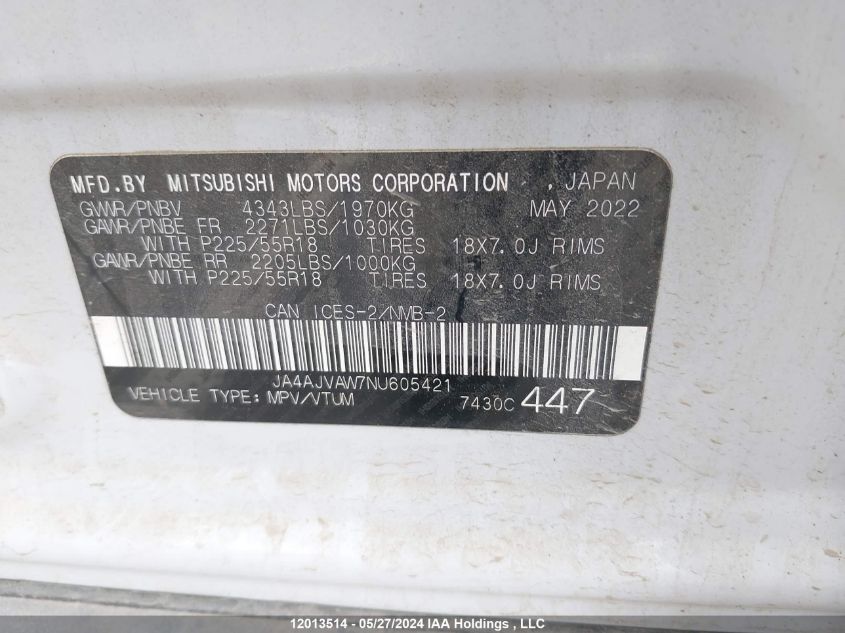 MFD.BY MITSUBISHI MOTORS CORPORATION , JAPAN
GVWR/PNBV 4343LBS/1970KG MAY 2022
GAWR/PNBE FR 2271LBS/1030KG
WITH P225/55R18 TIRES 18X7.0J RIMS
GAWR/PNBE RR 2205LBS/1000KG
WITH P225/55R18 TIRES 18X7.0J RIMS
CAN ICES-2/NMB-2
JA4AJVAW7NU605421
VEHICLE TYPE: MPV/VTUM 7430C 447
12013514 - 05/27/2024 IAA Holdings , LLC